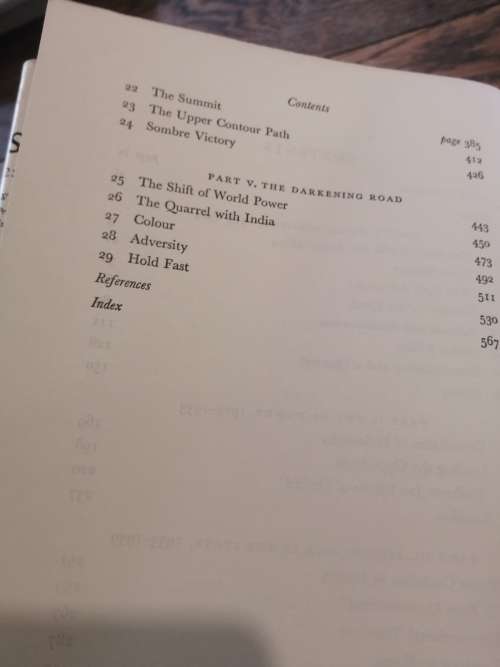 Contents
22 The Summit page 385
23 The Upper Contour Path 412
24 Sombre Victory 426
PART V. THE DARKENING ROAD
25 The Shift of World Power 443
26 The Quarrel with India 450
27 Colour 473
28 Adversity 492
29 Hold Fast 511
References 530
Index 567